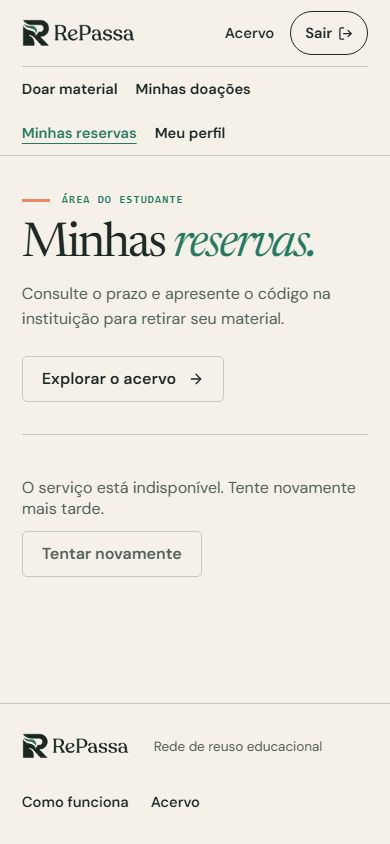 RePassa
Acervo
Sair
Doar material
Minhas doações
Minhas reservas
Meu perfil
ÁREA DO ESTUDANTE
Minhas reservas.
Consulte o prazo e apresente o código na
instituição para retirar seu material.
Explorar o acervo →
O serviço está indisponível. Tente novamente
mais tarde.
Tentar novamente
RePassa
Rede de reuso educacional
Como funciona
Acervo